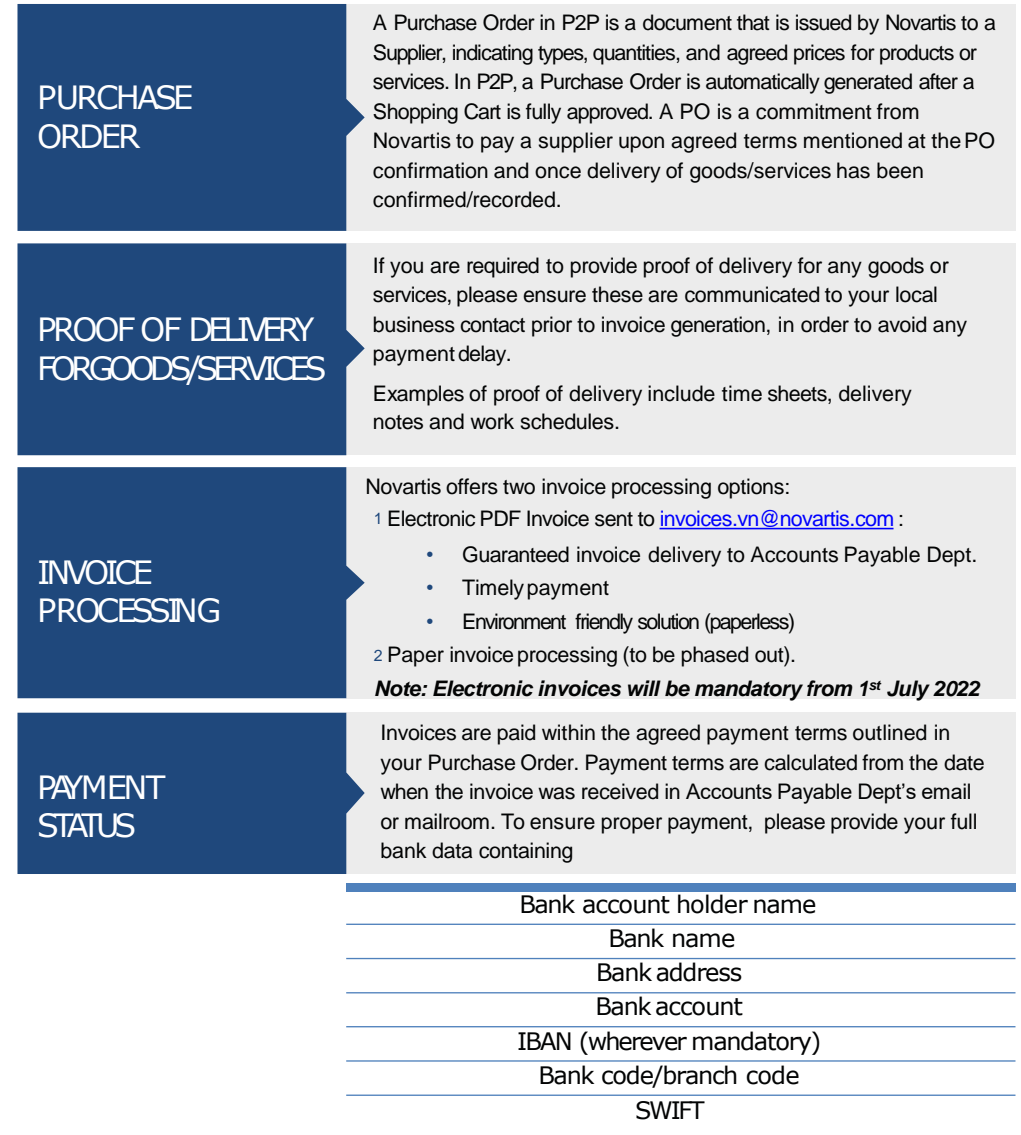 PURCHASE
ORDER
A Purchase Order in P2P is a document that is issued by Novartis to a
Supplier, indicating types, quantities, and agreed prices for products or
services. In P2P, a Purchase Order is automatically generated after a
Shopping Cart is fully approved. A PO is a commitment from
Novartis to pay a supplier upon agreed terms mentioned at the PO
confirmation and once delivery of goods/services has been
confirmed/recorded.
PROOF OF DELIVERY
FORGOODS/SERVICES
If you are required to provide proof of delivery for any goods or
services, please ensure these are communicated to your local
business contact prior to invoice generation, in order to avoid any
payment delay.
Examples of proof of delivery include time sheets, delivery
notes and work schedules.
INVOICE
PROCESSING
Novartis offers two invoice processing options:
1 Electronic PDF Invoice sent to invoices.vn@novartis.com :
• Guaranteed invoice delivery to Accounts Payable Dept.
• Timely payment
• Environment friendly solution (paperless)
2 Paper invoice processing (to be phased out).
Note: Electronic invoices will be mandatory from 1st July 2022
PAYMENT
STATUS
Invoices are paid within the agreed payment terms outlined in
your Purchase Order. Payment terms are calculated from the date
when the invoice was received in Accounts Payable Dept's email
or mailroom. To ensure proper payment, please provide your full
bank data containing
Bank account holder name
Bank name
Bank address
Bank account
IBAN (wherever mandatory)
Bank code/branch code
SWIFT